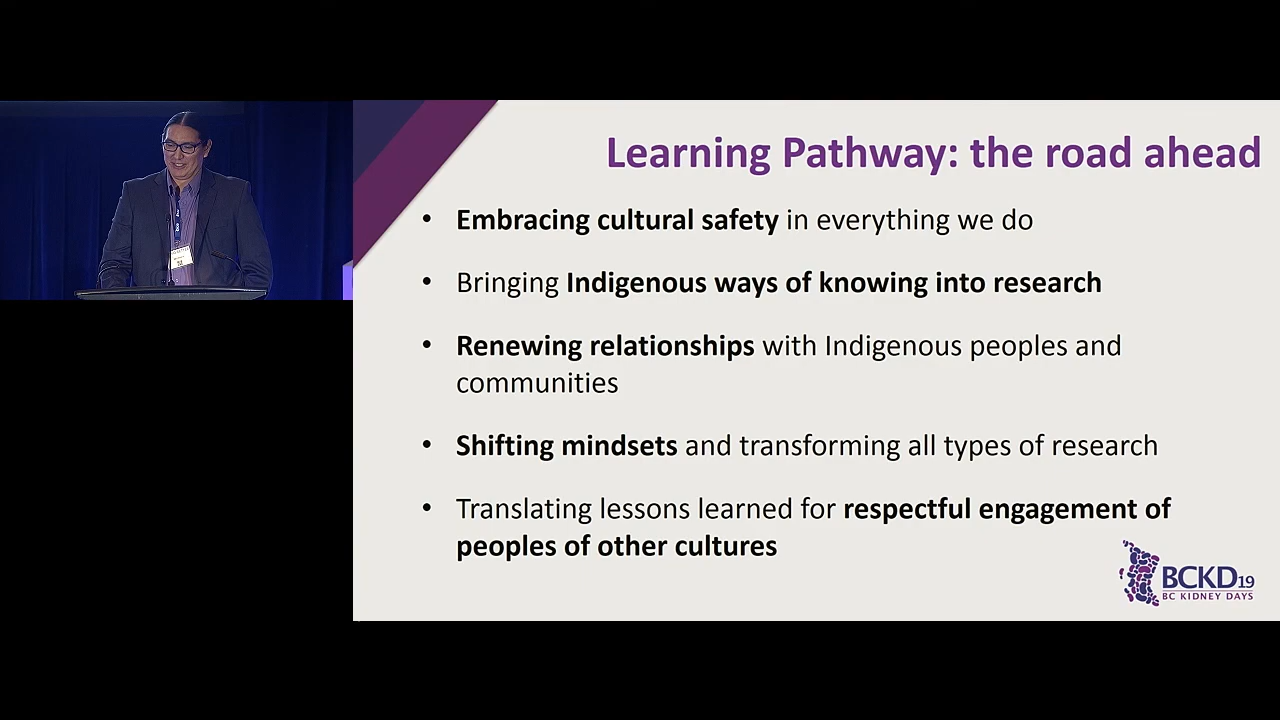 Learning Pathway: the road ahead
• Embracing cultural safety in everything we do
• Bringing Indigenous ways of knowing into research
• Renewing relationships with Indigenous peoples and
communities
• Shifting mindsets and transforming all types of research
• Translating lessons learned for respectful engagement of
peoples of other cultures
BCKD19
BC KIDNEY DAYS